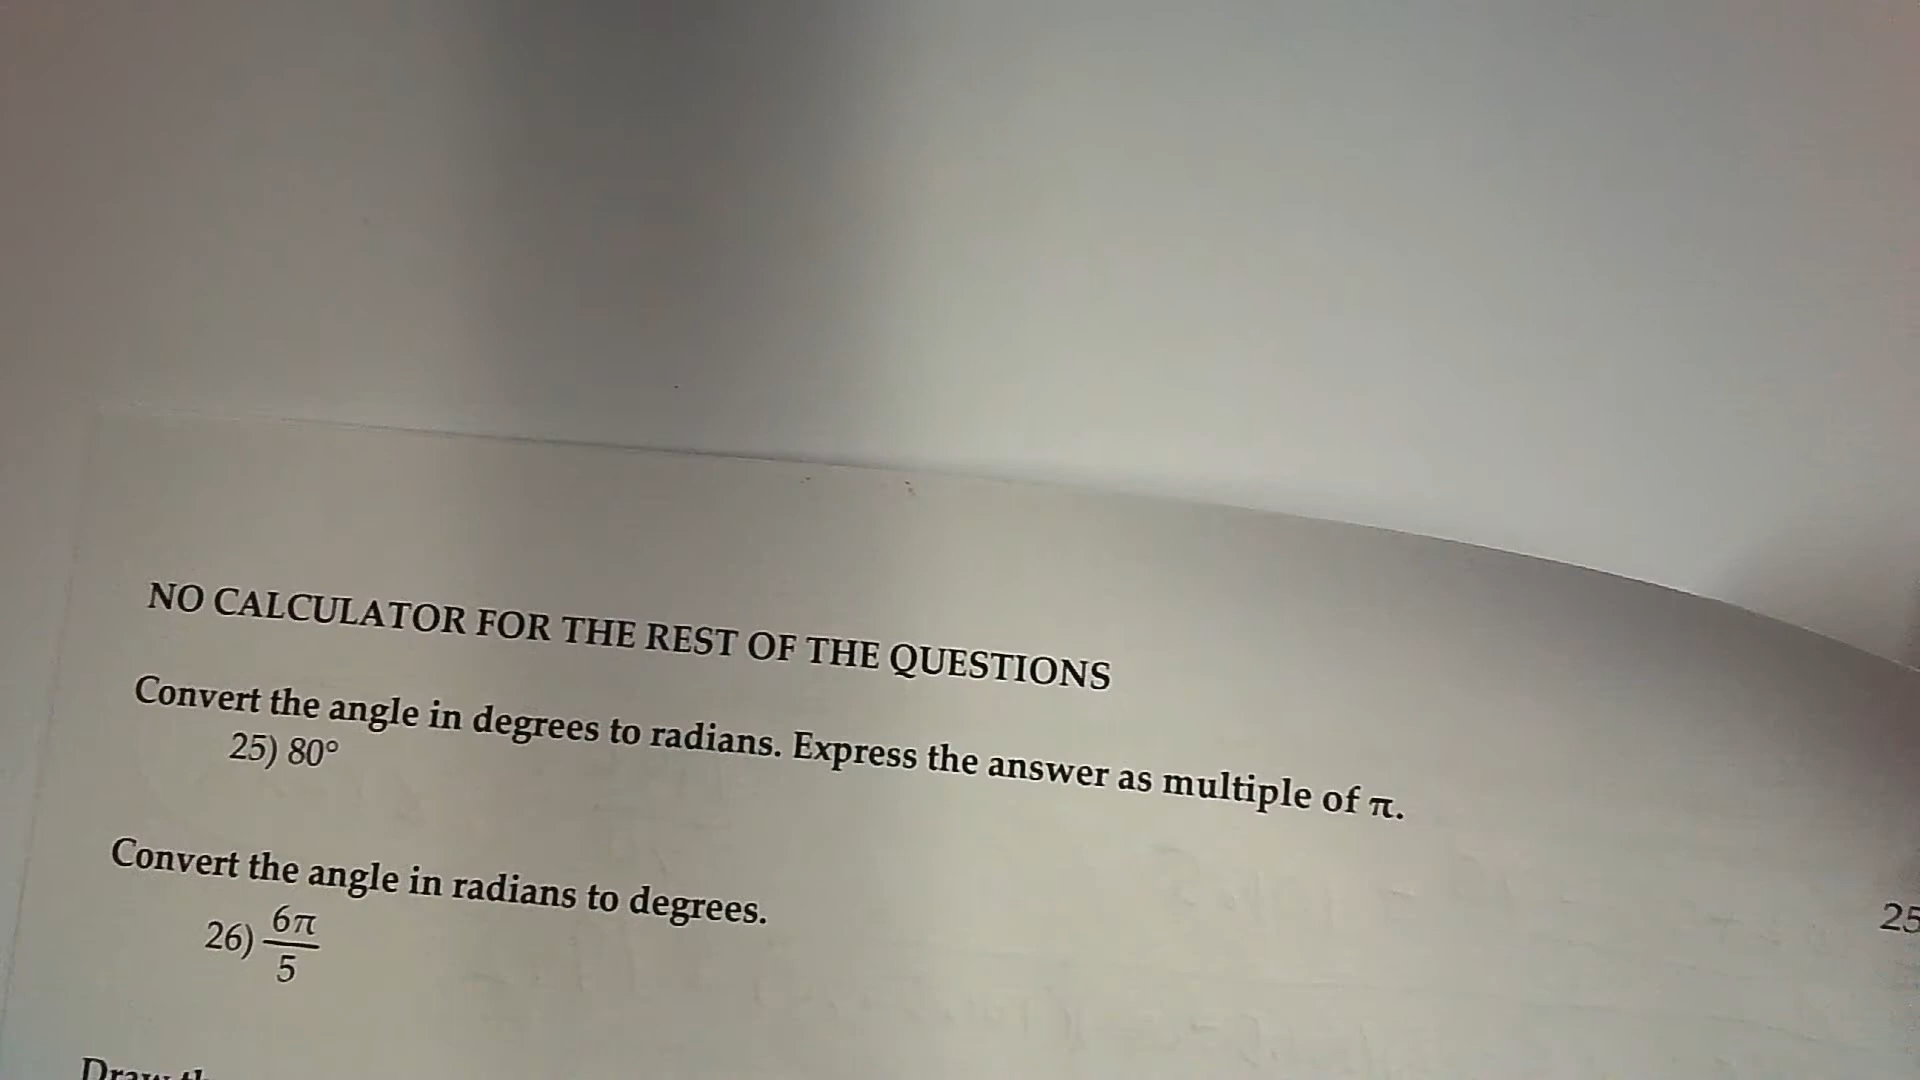 NO CALCULATOR FOR THE REST OF THE QUESTIONS
Convert the angle in degrees to radians. Express the answer as multiple of π.
25) 80°
Convert the angle in radians to degrees.
26) 6π/5
25
Draw